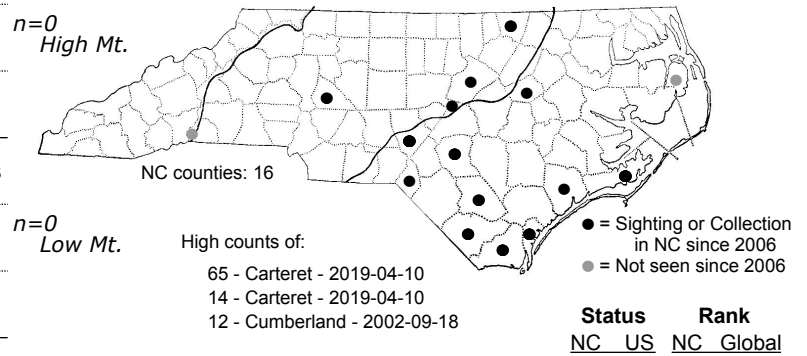 n=0
High Mt.
NC counties: 16
n=0
Low Mt.
High counts of:
65 - Carteret - 2019-04-10
14 - Carteret - 2019-04-10
12 - Cumberland - 2002-09-18
= Sighting or Collection
in NC since 2006
= Not seen since 2006
Status Rank
NC US NC Global